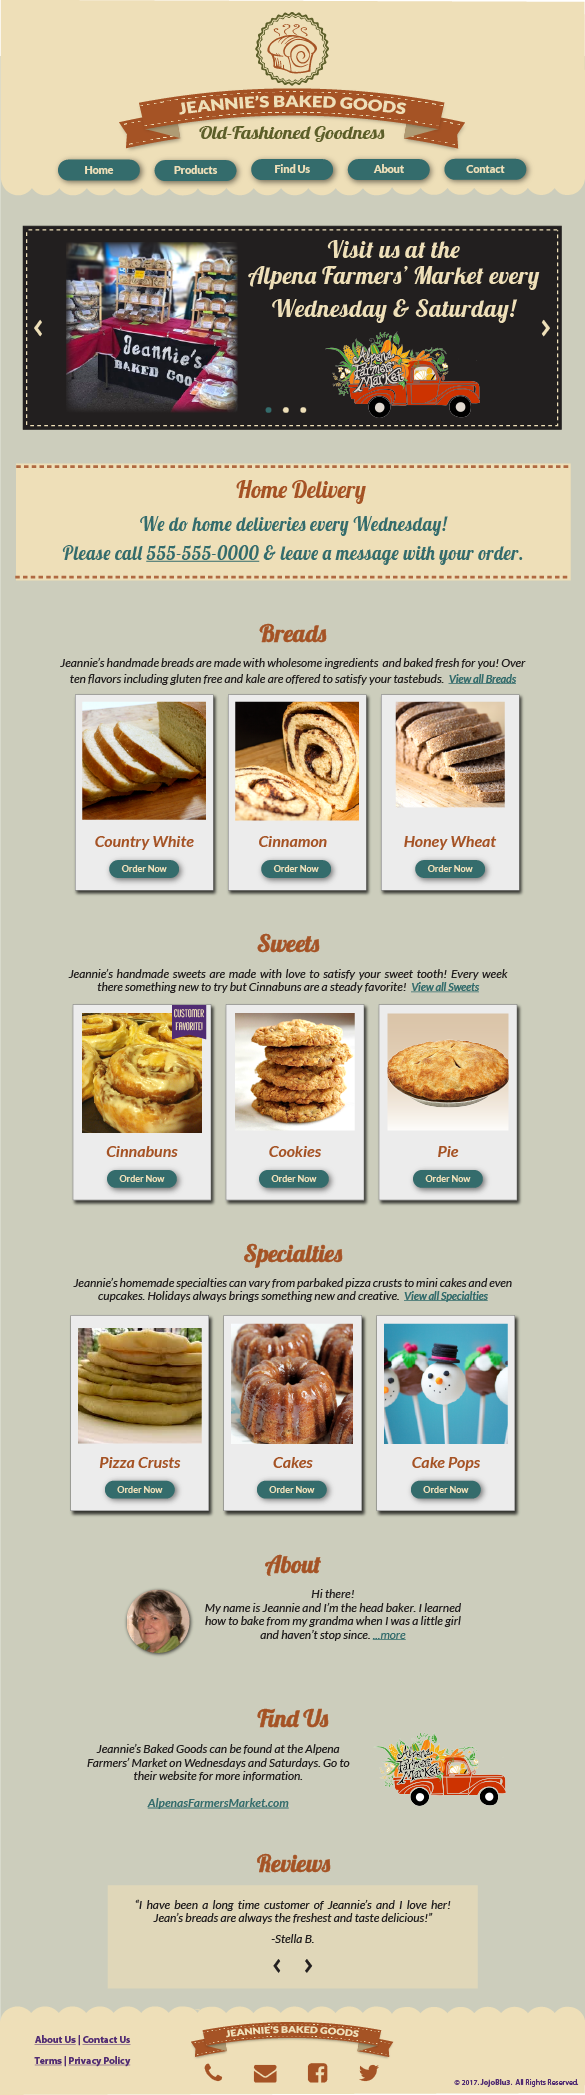 JEANNIE'S BAKED GOODS
Old-Fashioned Goodness
Home Products Find Us About Contact
Visit us at the
Alpena Farmers' Market every
Wednesday & Saturday!
Jeannie's
BAKED GOO
Alpena
Farmers
Market
Home Delivery
We do home deliveries every Wednesday!
Please call 555-555-0000 & leave a message with your order.
Breads
Jeannie's handmade breads are made with wholesome ingredients and baked fresh for you! Over
ten flavors including gluten free and kale are offered to satisfy your tastebuds. View all Breads
Country White Cinnamon Honey Wheat
Order Now Order Now Order Now
Sweets
Jeannie's handmade sweets are made with love to satisfy your sweet tooth! Every week
there something new to try but Cinnabuns are a steady favorite! View all Sweets
CUSTOMER
FAVORITE!
Cinnabuns Cookies Pie
Order Now Order Now Order Now
Specialties
Jeannie's homemade specialties can vary from parbaked pizza crusts to mini cakes and even
cupcakes. Holidays always brings something new and creative. View all Specialties
Pizza Crusts Cakes Cake Pops
Order Now Order Now Order Now
About
Hi there!
My name is Jeannie and I'm the head baker. I learned
how to bake from my grandma when I was a little girl
and haven't stop since. ...more
Find Us
Jeannie's Baked Goods can be found at the Alpena
Farmers' Market on Wednesdays and Saturdays. Go to
their website for more information.
AlpenasFarmersMarket.com
Alpena
Farmers
Market
Reviews
"I have been a long time customer of Jeannie's and I love her!
Jean's breads are always the freshest and taste delicious!"
-Stella B.
JEANNIE'S BAKED GOODS
About Us | Contact Us
Terms | Privacy Policy
© 2017. JojoBlu3. All Rights Reserved.